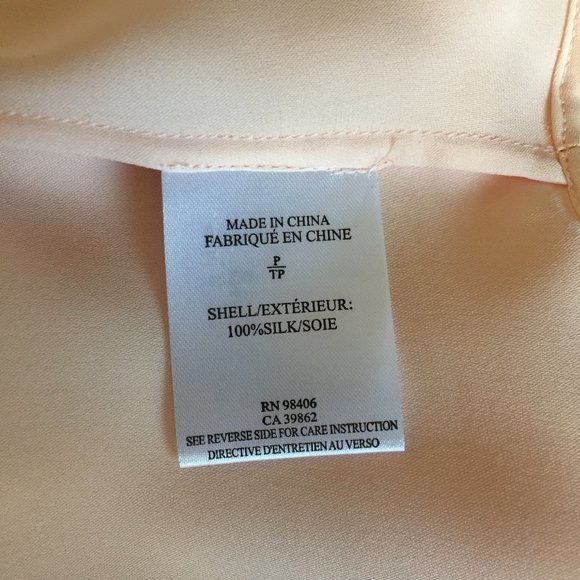 MADE IN CHINA
FABRIQUÉ EN CHINE
P
TP
SHELL/EXTÉRIEUR:
100%SILK/SOIE
RN 98406
CA 39862
SEE REVERSE SIDE FOR CARE INSTRUCTION
DIRECTIVE D'ENTRETIEN AU VERSO